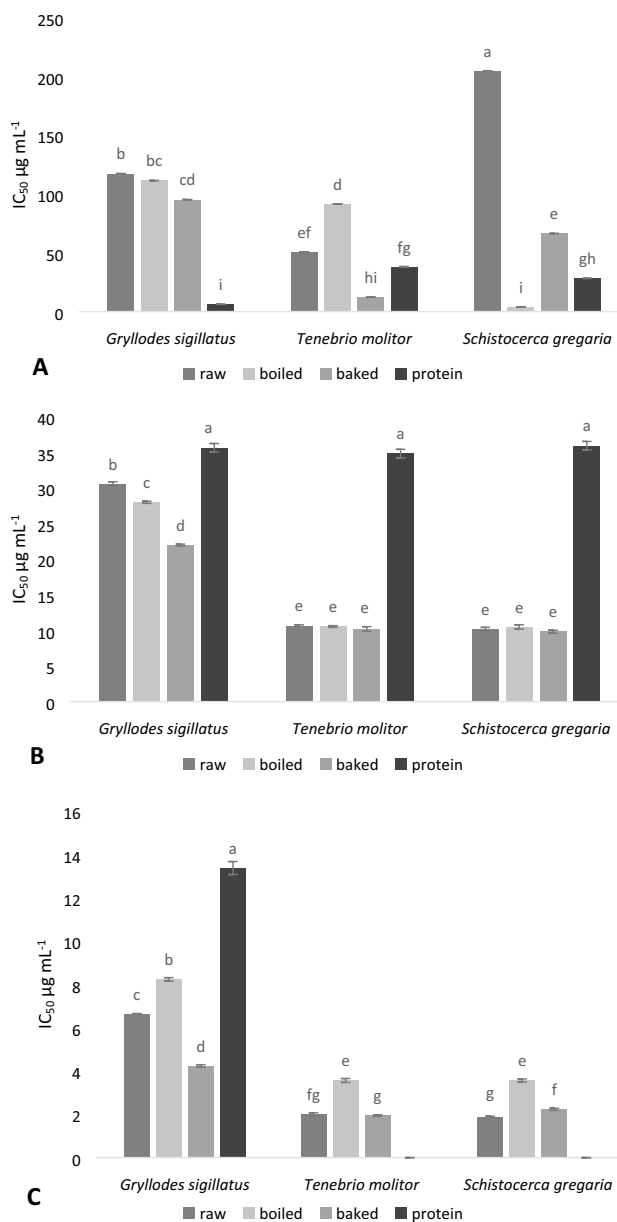 250
200
150
100
50
0
IC50 µg mL-1
b
bc
cd
i
ef
d
hi
fg
a
i
e
gh
Gryllodes sigillatus
Tenebrio molitor
Schistocerca gregaria
A
raw boiled baked protein
40
35
30
25
20
15
10
5
0
IC50 µg mL-1
b
c
d
a
e
e
e
a
e
e
e
a
Gryllodes sigillatus
Tenebrio molitor
Schistocerca gregaria
B
raw boiled baked protein
16
14
12
10
8
6
4
2
0
IC50 µg mL-1
c
b
d
a
fg
e
g
g
e
f
Gryllodes sigillatus
Tenebrio molitor
Schistocerca gregaria
C
raw boiled baked protein